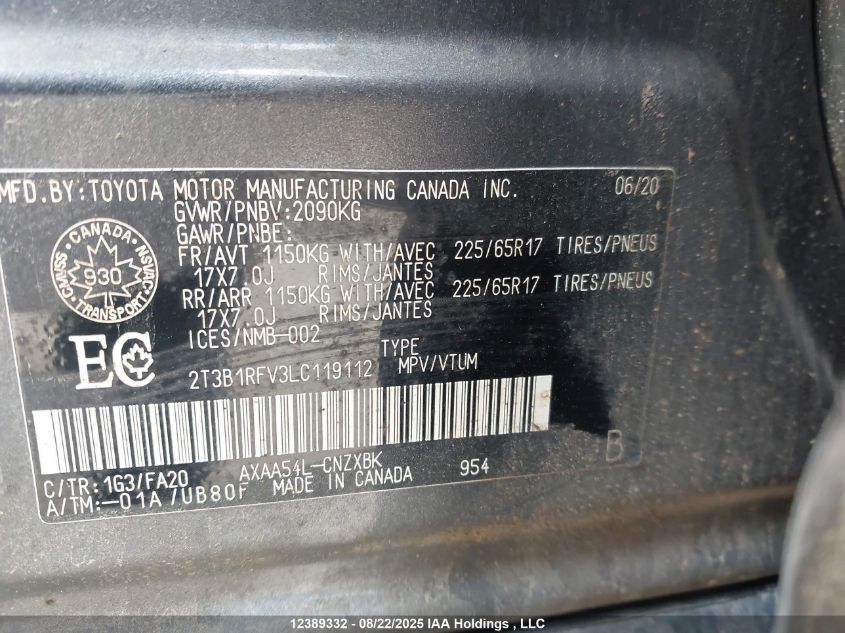 MFD.BY:TOYOTA MOTOR MANUFACTURING CANADA INC. 06/20
GVWR/PNBV:2090KG
GAWR/PNBE:
FR/AVT 1150KG WITH/AVEC 225/65R17 TIRES/PNEUS
17X7.0J RIMS/JANTES
RR/ARR 1150KG WITH/AVEC 225/65R17 TIRES/PNEUS
17X7.0J RIMS/JANTES
ICES/NMB-002
CANADA
CMVSS 930 NSVAC
TRANSPORT
EC
TYPE
2T3B1RFV3LC119112 MPV/VTUM
B
C/TR: 1G3/FA20 AXAA54L-CNZXBK 954
A/TM:-01A/UB80F MADE IN CANADA
12389332 - 08/22/2025 IAA Holdings , LLC